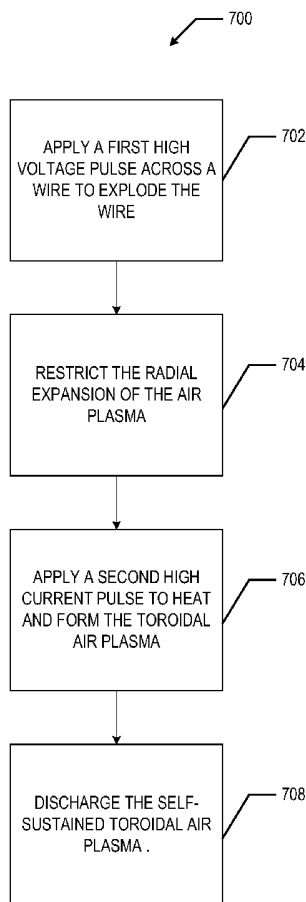 700
APPLY A FIRST HIGH
VOLTAGE PULSE ACROSS A
WIRE TO EXPLODE THE
WIRE
702
RESTRICT THE RADIAL
EXPANSION OF THE AIR
PLASMA
704
APPLY A SECOND HIGH
CURRENT PULSE TO HEAT
AND FORM THE TOROIDAL
AIR PLASMA
706
DISCHARGE THE SELF-
SUSTAINED TOROIDAL AIR
PLASMA .
708